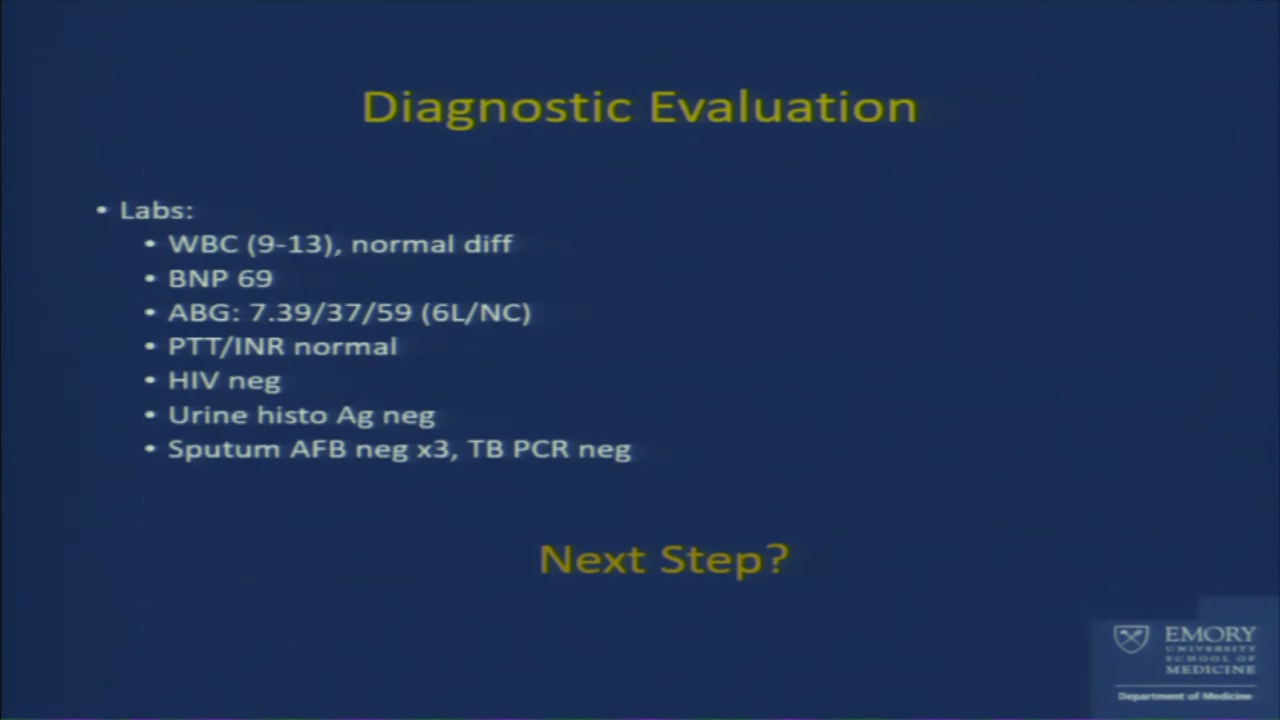 Diagnostic Evaluation
• Labs:
• WBC (9-13), normal diff
• BNP 69
• ABG: 7.39/37/59 (6L/NC)
• PTT/INR normal
• HIV neg
• Urine histo Ag neg
• Sputum AFB neg x3, TB PCR neg
Next Step?
EMORY
UNIVERSITY
SCHOOL OF
MEDICINE
Department of Medicine